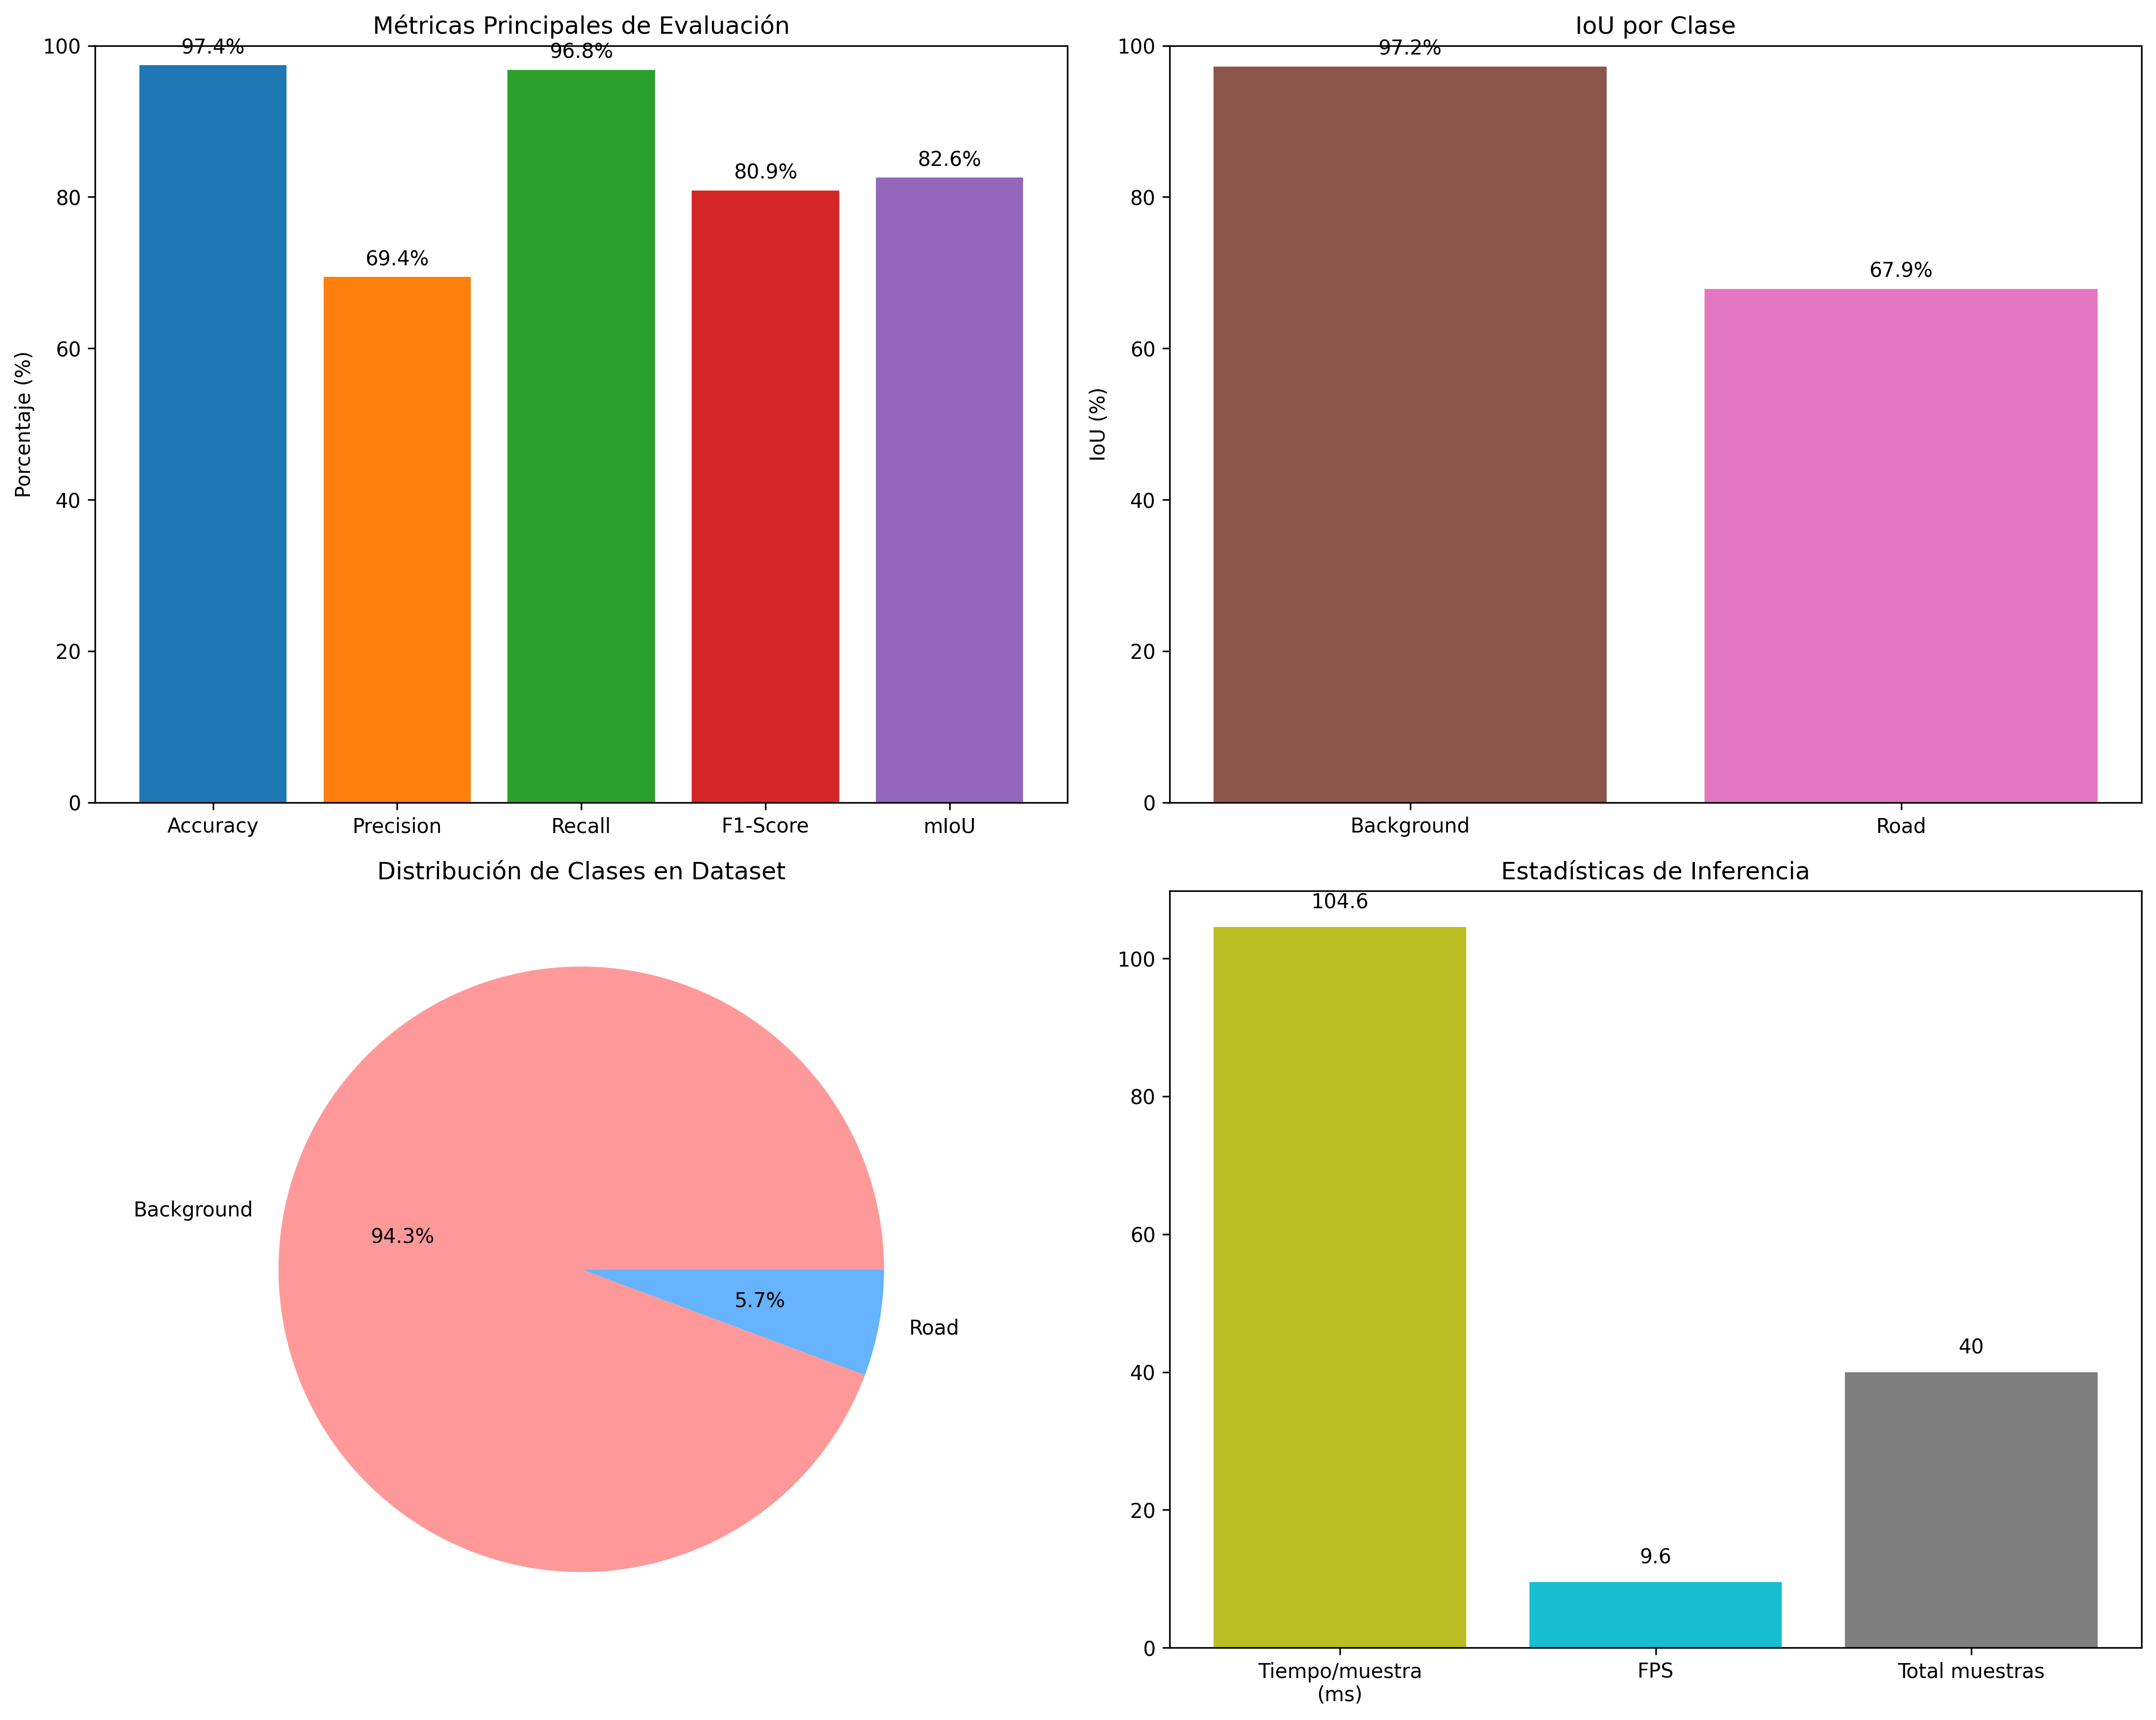 Métricas Principales de Evaluación
Porcentaje (%)
100
80
60
40
20
0
97.4%
69.4%
96.8%
80.9%
82.6%
Accuracy
Precision
Recall
F1-Score
mIoU
IoU por Clase
IoU (%)
100
80
60
40
20
0
97.2%
67.9%
Background
Road
Distribución de Clases en Dataset
Background
94.3%
5.7%
Road
Estadísticas de Inferencia
100
80
60
40
20
0
104.6
9.6
40
Tiempo/muestra
(ms)
FPS
Total muestras